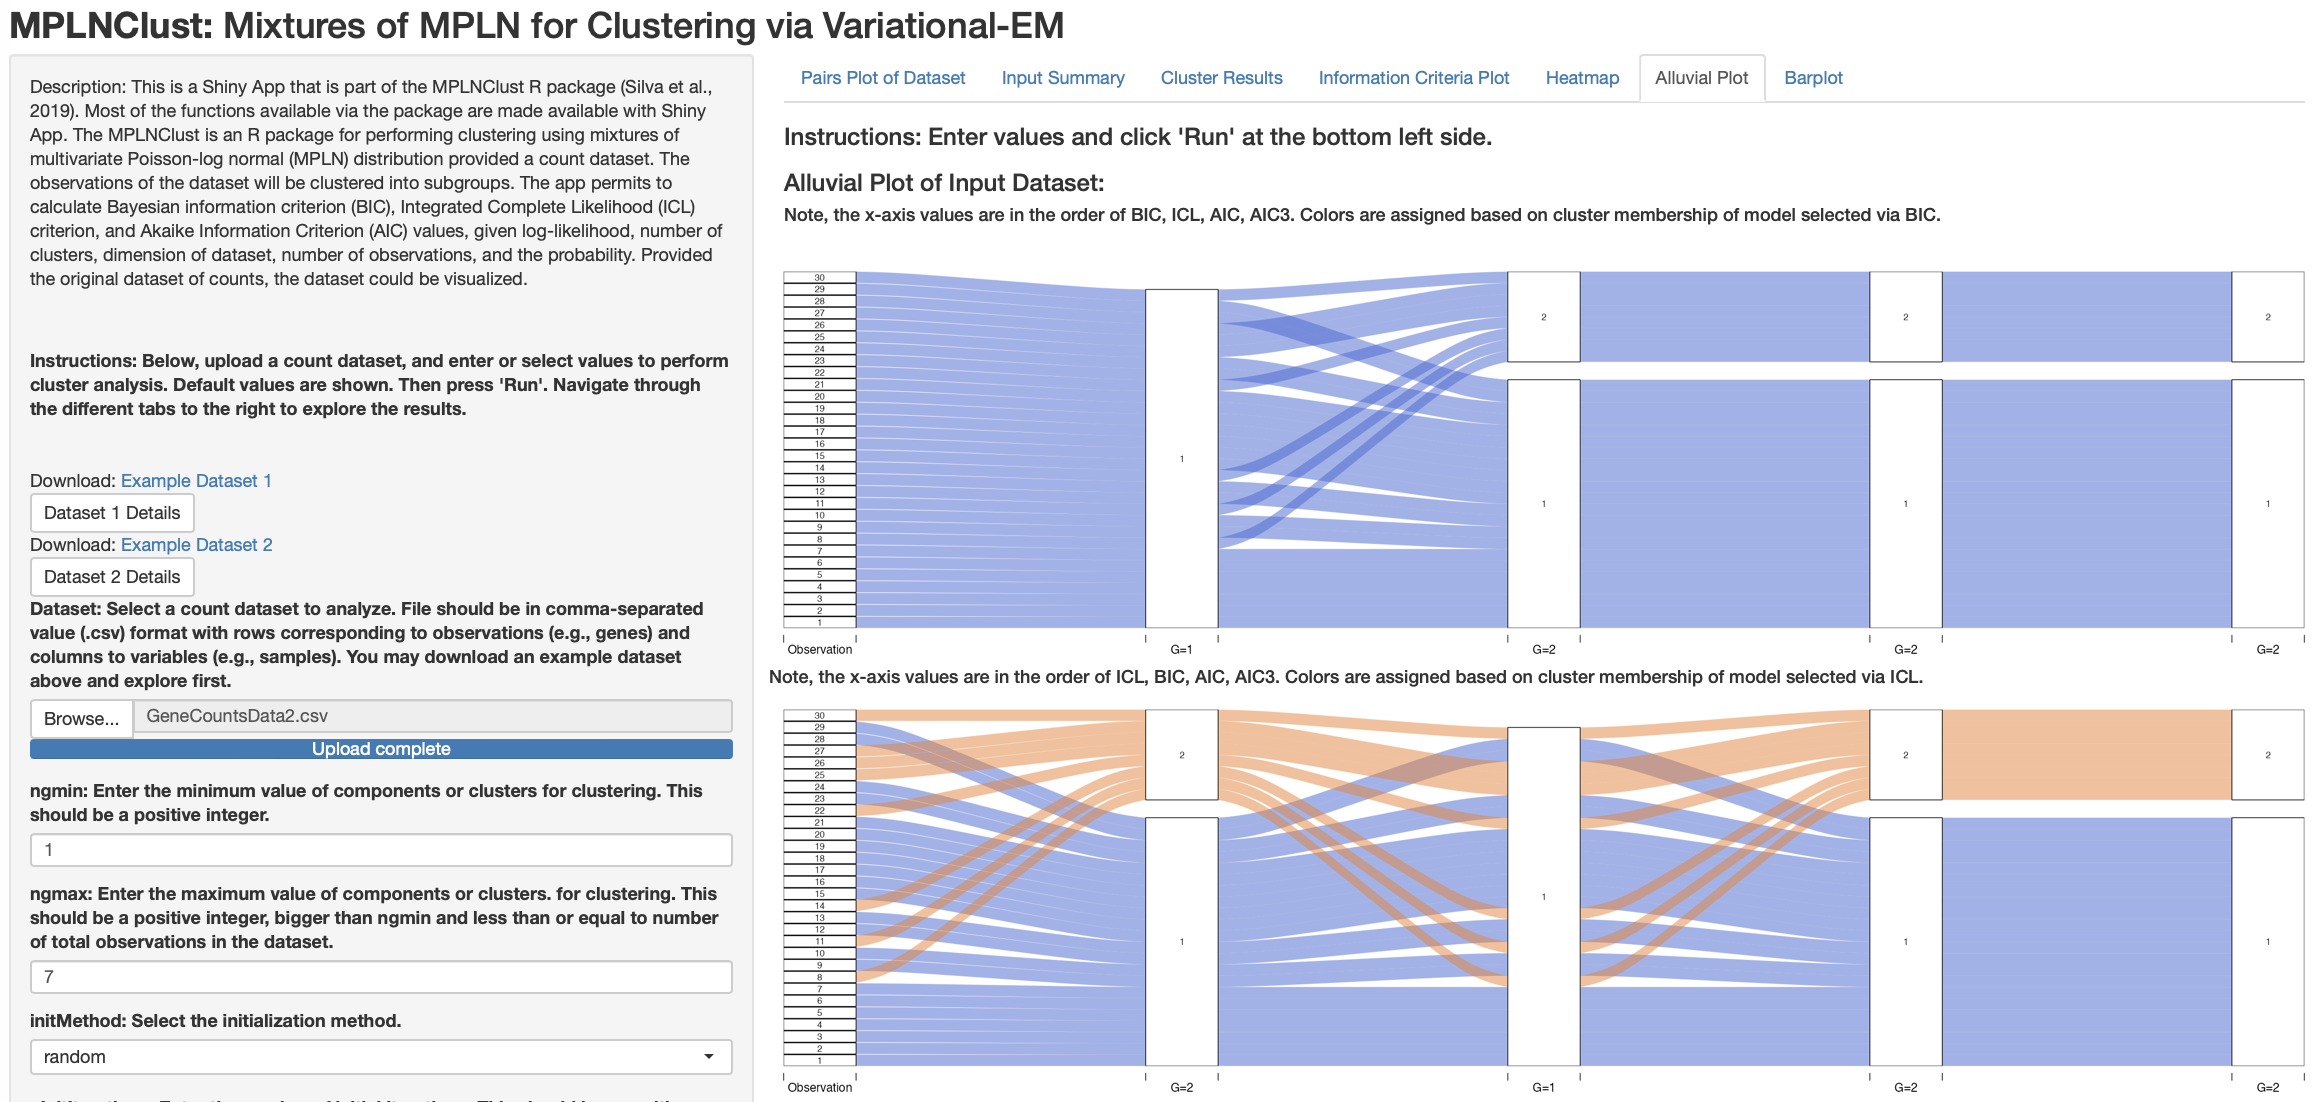 MPLNClust: Mixtures of MPLN for Clustering via Variational-EM
Description: This is a Shiny App that is part of the MPLNClust R package (Silva et al.,
2019). Most of the functions available via the package are made available with Shiny
App. The MPLNClust is an R package for performing clustering using mixtures of
multivariate Poisson-log normal (MPLN) distribution provided a count dataset. The
observations of the dataset will be clustered into subgroups. The app permits to
calculate Bayesian information criterion (BIC), Integrated Complete Likelihood (ICL)
criterion, and Akaike Information Criterion (AIC) values, given log-likelihood, number of
clusters, dimension of dataset, number of observations, and the probability. Provided
the original dataset of counts, the dataset could be visualized.
Instructions: Below, upload a count dataset, and enter or select values to perform
cluster analysis. Default values are shown. Then press 'Run'. Navigate through
the different tabs to the right to explore the results.
Download: Example Dataset 1
Dataset 1 Details
Download: Example Dataset 2
Dataset 2 Details
Dataset: Select a count dataset to analyze. File should be in comma-separated
value (.csv) format with rows corresponding to observations (e.g., genes) and
columns to variables (e.g., samples). You may download an example dataset
above and explore first.
Browse... GeneCountsData2.csv
Upload complete
ngmin: Enter the minimum value of components or clusters for clustering. This
should be a positive integer.
1
ngmax: Enter the maximum value of components or clusters. for clustering. This
should be a positive integer, bigger than ngmin and less than or equal to number
of total observations in the dataset.
7
initMethod: Select the initialization method.
random
Pairs Plot of Dataset Input Summary Cluster Results Information Criteria Plot Heatmap Alluvial Plot Barplot
Instructions: Enter values and click 'Run' at the bottom left side.
Alluvial Plot of Input Dataset:
Note, the x-axis values are in the order of BIC, ICL, AIC, AIC3. Colors are assigned based on cluster membership of model selected via BIC.
30
29
28
27
26
25
24
23
22
21
20
19
18
17
16
15
14
13
12
11
10
9
8
7
6
5
4
3
2
1
1
2
1
2
1
2
1
Observation G=1 G=2 G=2 G=2
Note, the x-axis values are in the order of ICL, BIC, AIC, AIC3. Colors are assigned based on cluster membership of model selected via ICL.
30
29
28
27
26
25
24
23
22
21
20
19
18
17
16
15
14
13
12
11
10
9
8
7
6
5
4
3
2
1
2
1
1
2
1
2
1
Observation G=2 G=1 G=2 G=2